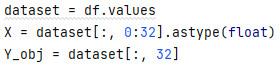 dataset = df.values
X = dataset[:, 0:32].astype(float)
Y_obj = dataset[:, 32]